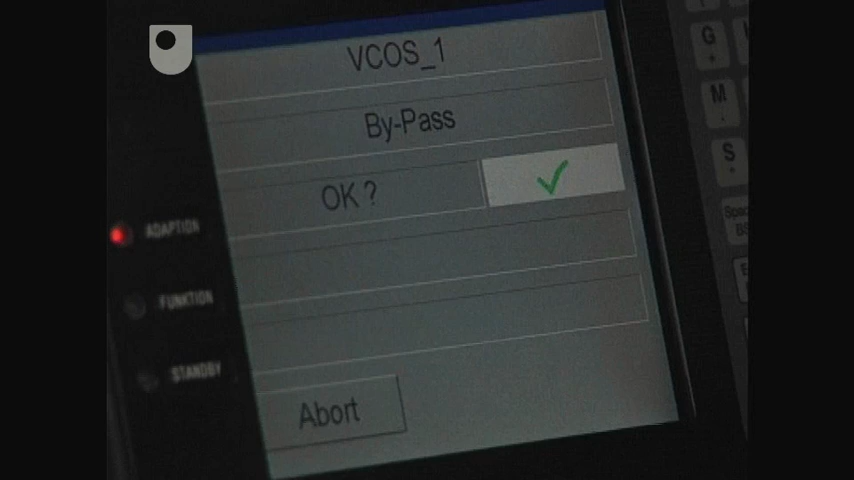 VCOS_1
By-Pass
OK ?
ADAPTION
FUNKTION
STANDBY
Abort
G
M
S